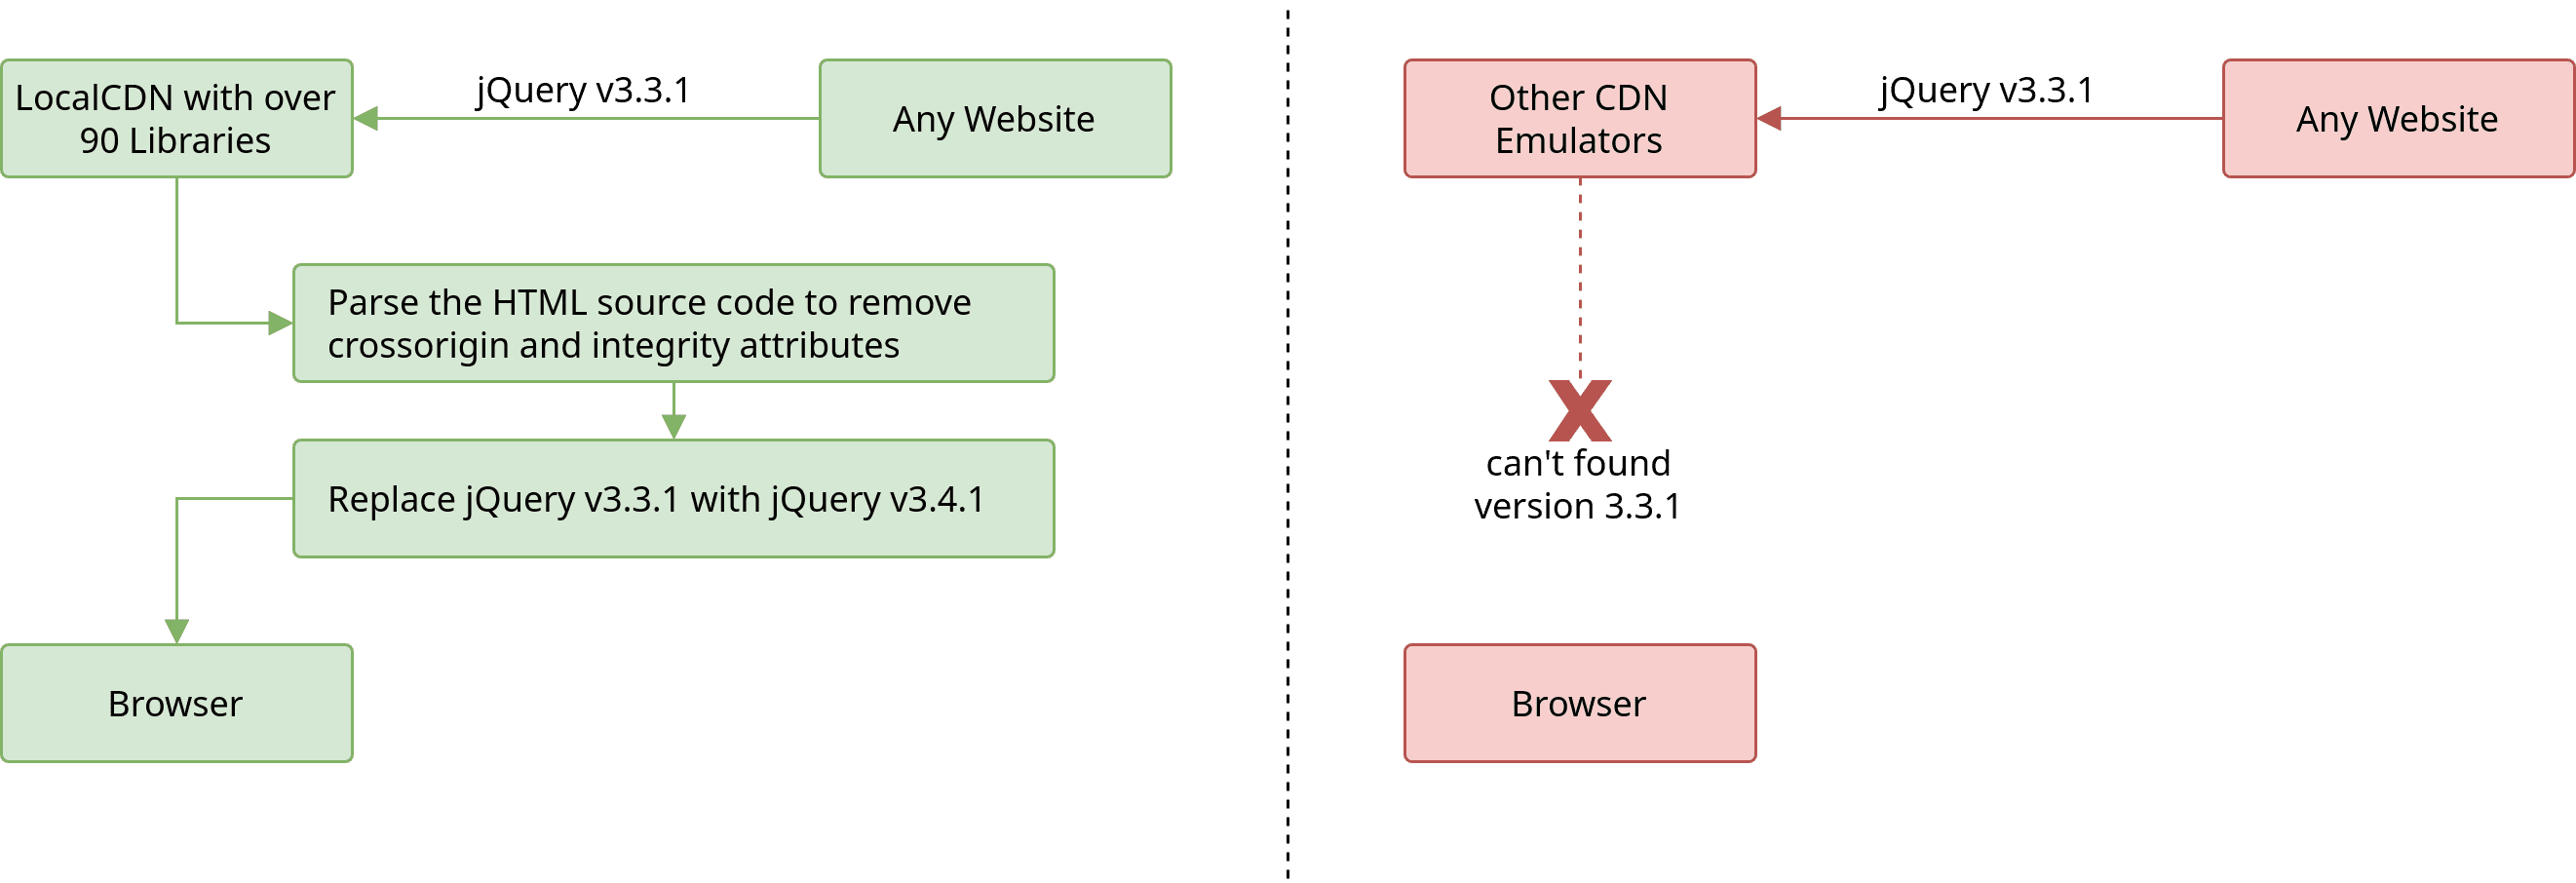 LocalCDN with over
90 Libraries
jQuery v3.3.1
Any Website
Parse the HTML source code to remove
crossorigin and integrity attributes
Replace jQuery v3.3.1 with jQuery v3.4.1
Browser
Other CDN
Emulators
jQuery v3.3.1
Any Website
X
can't found
version 3.3.1
Browser